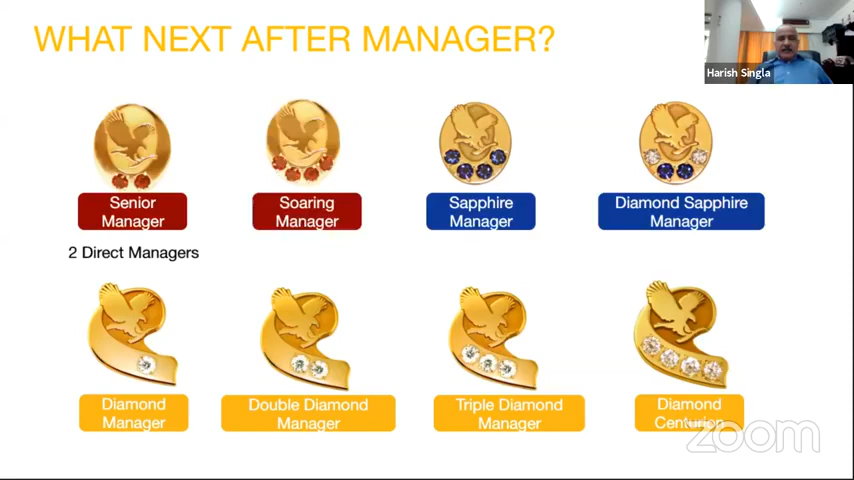 WHAT NEXT AFTER MANAGER?
Harish Singla
Senior
Manager
Soaring
Manager
Sapphire
Manager
Diamond Sapphire
Manager
2 Direct Managers
Diamond
Manager
Double Diamond
Manager
Triple Diamond
Manager
Diamond
Centurion
zoom